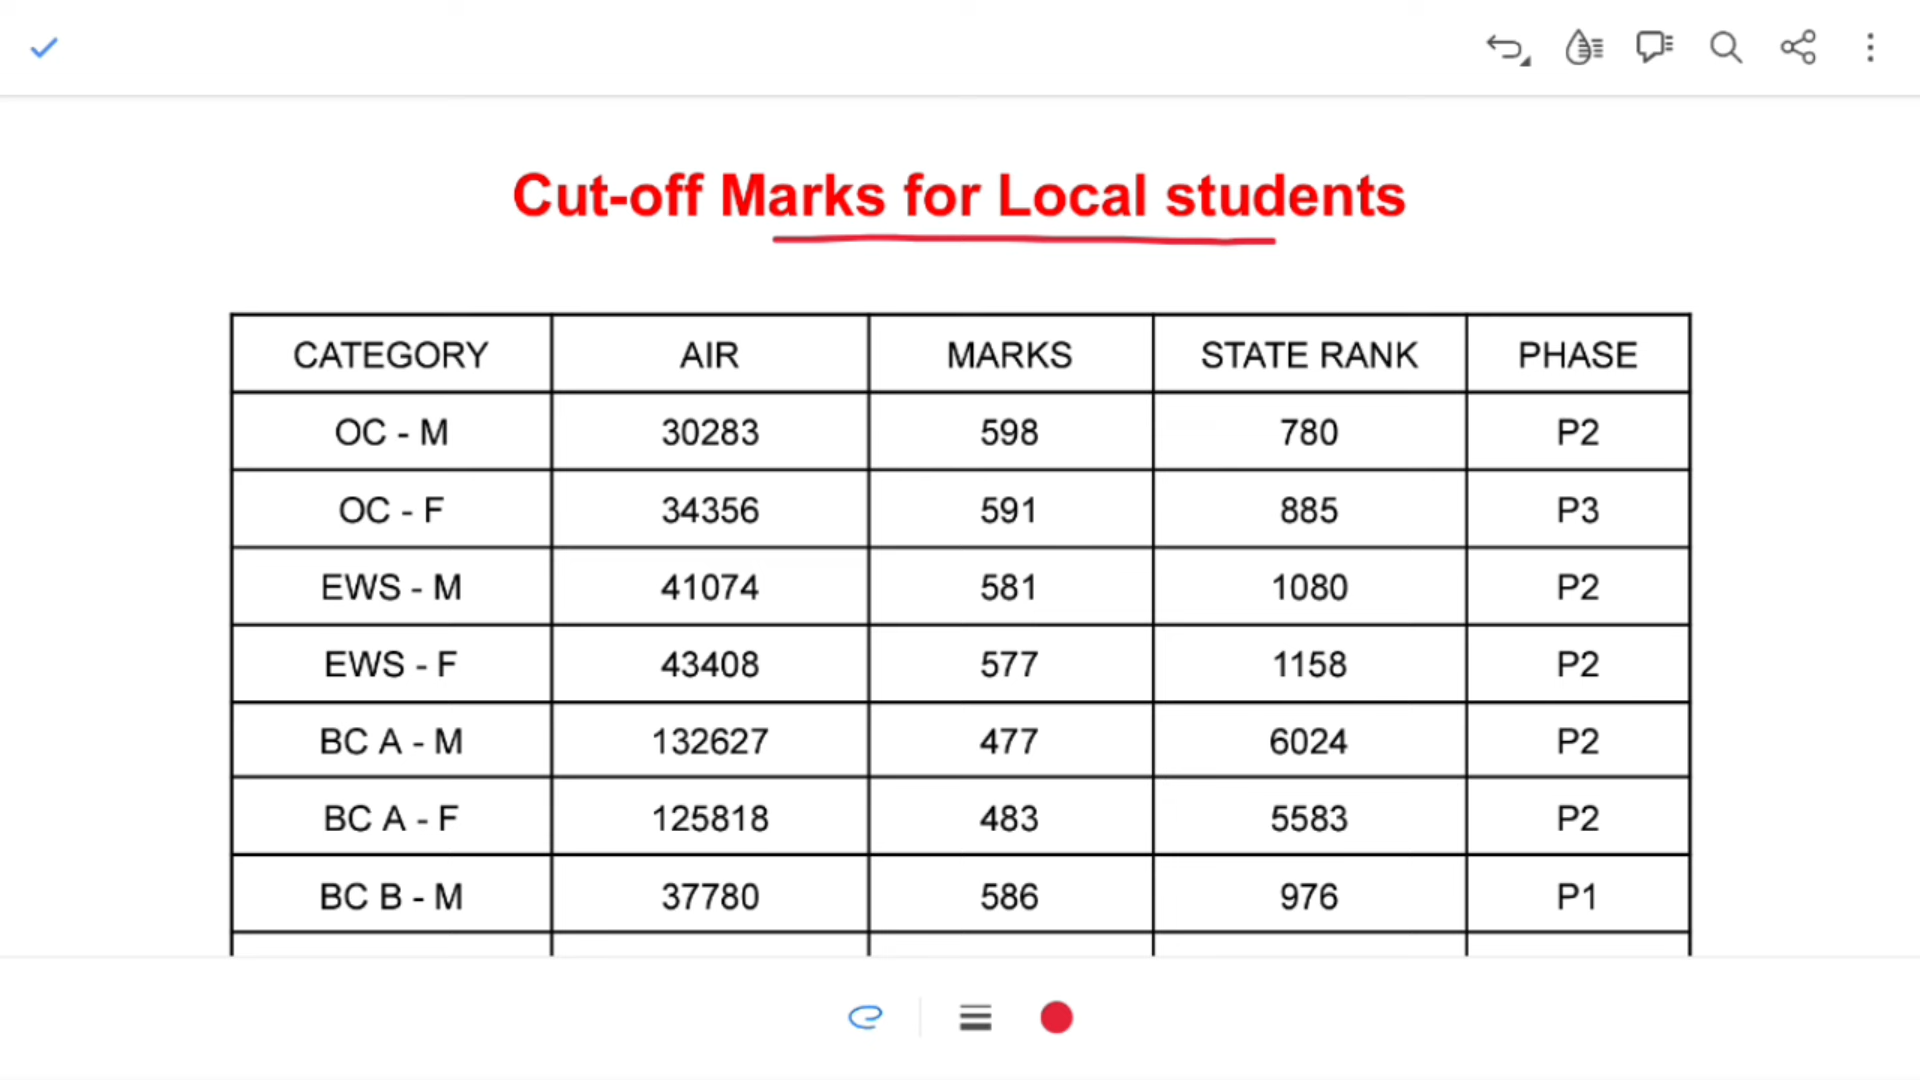 Cut-off Marks for Local students
CATEGORY AIR MARKS STATE RANK PHASE
OC - M 30283 598 780 P2
OC - F 34356 591 885 P3
EWS - M 41074 581 1080 P2
EWS - F 43408 577 1158 P2
BC A - M 132627 477 6024 P2
BC A - F 125818 483 5583 P2
BC B - M 37780 586 976 P1